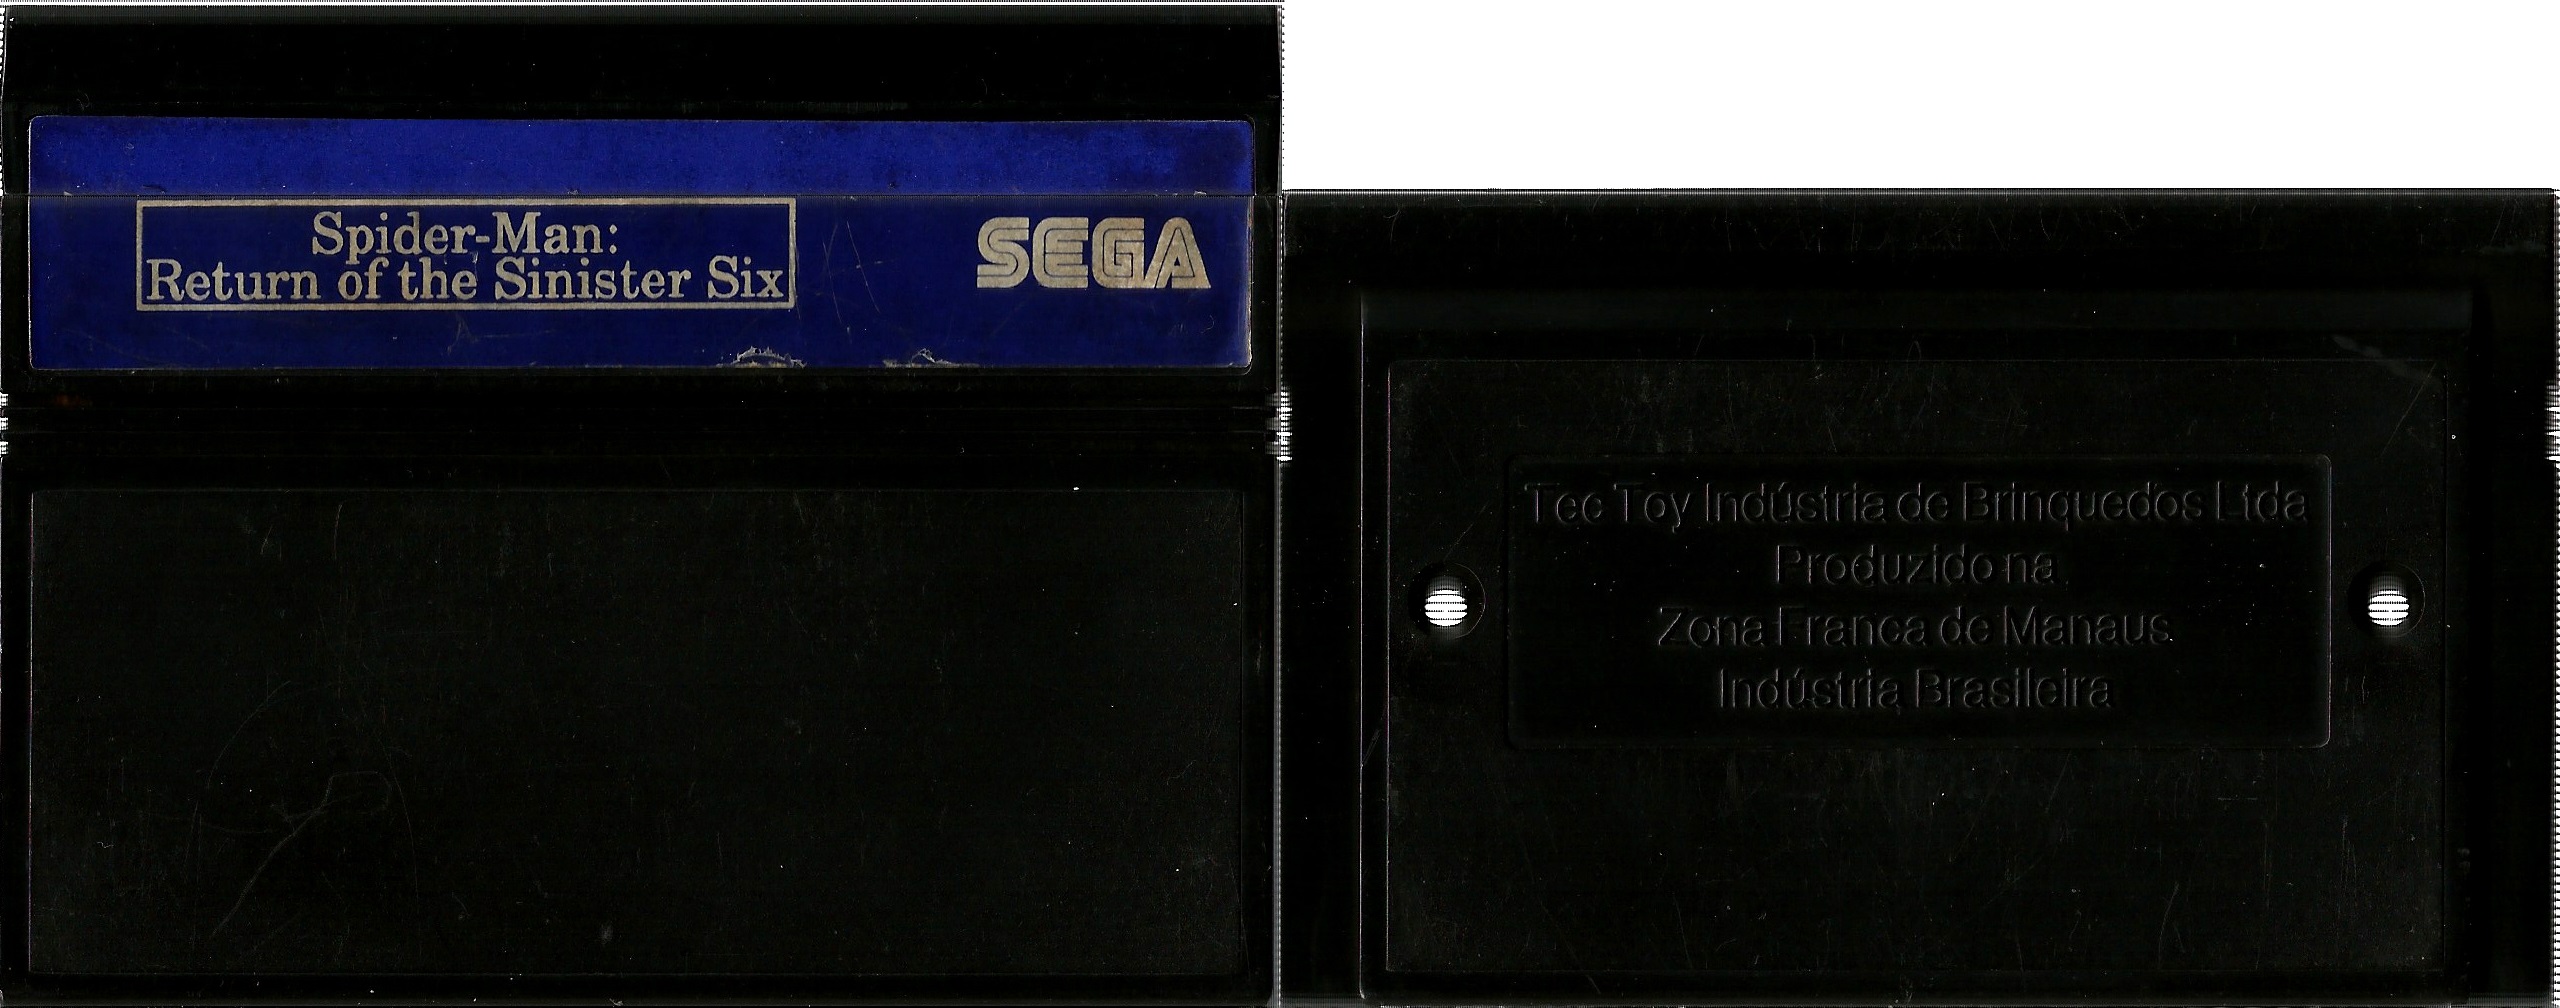 Spider-Man:
Return of the Sinister Six
SEGA
Tec Toy Indústria de Brinquedos Ltda
Produzido na
Zona Franca de Manaus
Indústria Brasileira